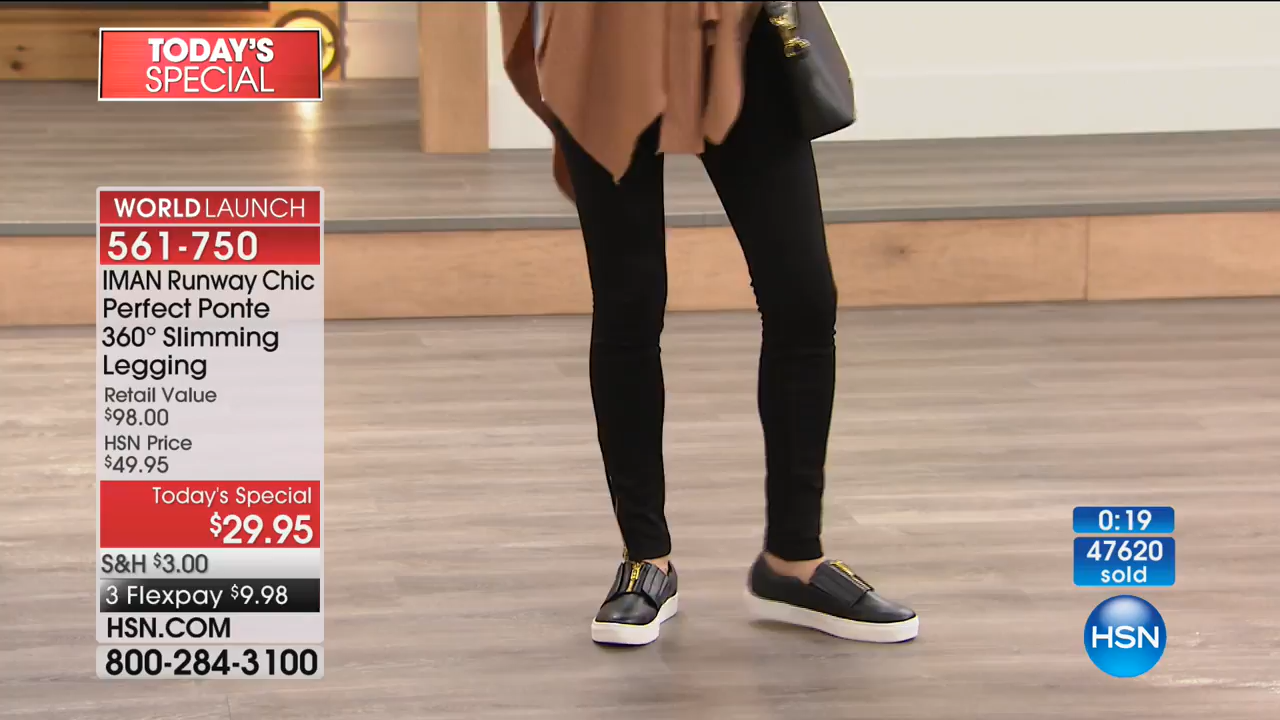 TODAY'S
SPECIAL
WORLD LAUNCH
561-750
IMAN Runway Chic
Perfect Ponte
360° Slimming
Legging
Retail Value
$98.00
HSN Price
$49.95
Today's Special
$29.95
S&H $3.00
3 Flexpay $9.98
HSN.COM
800-284-3100
0:19
47620
sold
HSN